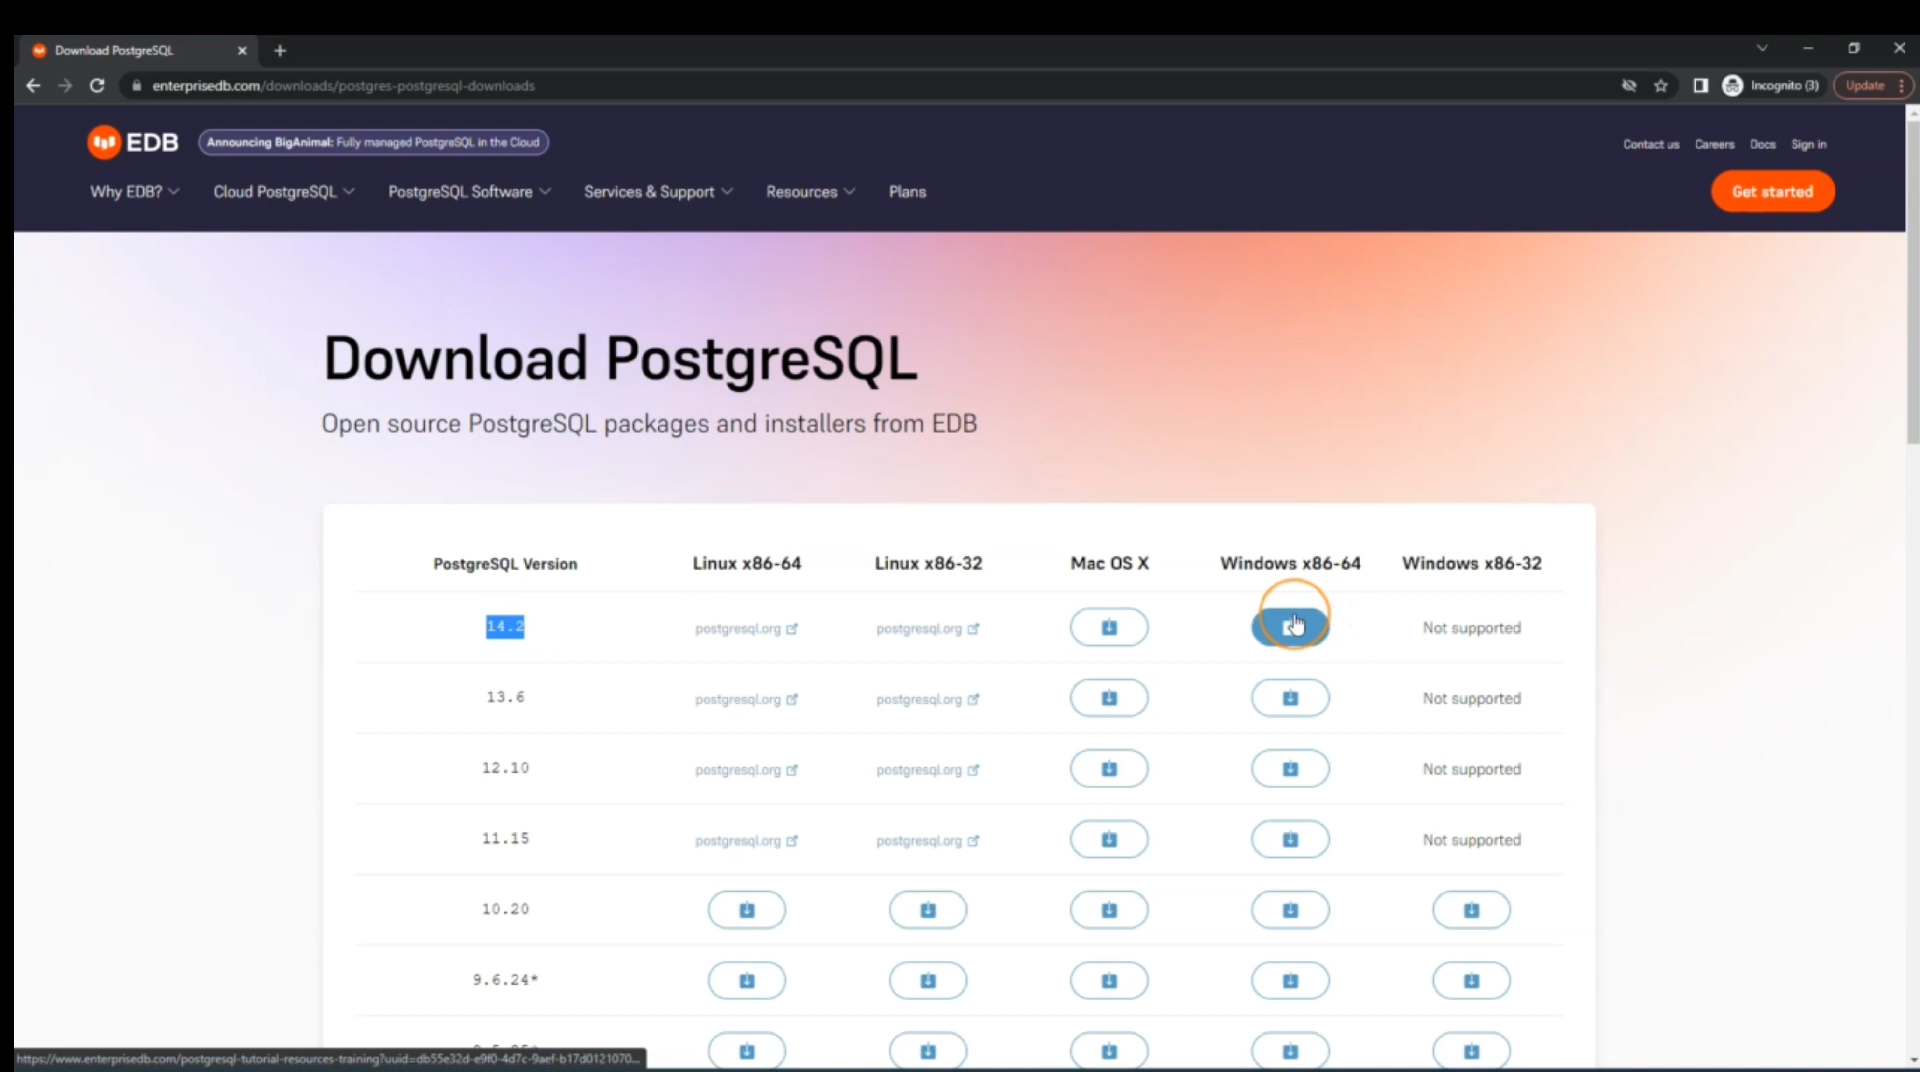 Download PostgreSQL
enterprisedb.com/downloads/postgres-postgresql-downloads
Incognito (3)
Update
EDB
Announcing BigAnimal: Fully managed PostgreSQL in the Cloud
Contact us Careers Docs Sign in
Why EDB? Cloud PostgreSQL PostgreSQL Software Services & Support Resources Plans
Get started
Download PostgreSQL
Open source PostgreSQL packages and installers from EDB
PostgreSQL Version Linux x86-64 Linux x86-32 Mac OS X Windows x86-64 Windows x86-32
14.2 postgresql.org postgresql.org Not supported
13.6 postgresql.org postgresql.org Not supported
12.10 postgresql.org postgresql.org Not supported
11.15 postgresql.org postgresql.org Not supported
10.20
9.6.24*
https://www.enterprisedb.com/postgresql-tutorial-resources-training?uuid=db55e32d-e9f0-4d7c-9aef-b17d0121070...